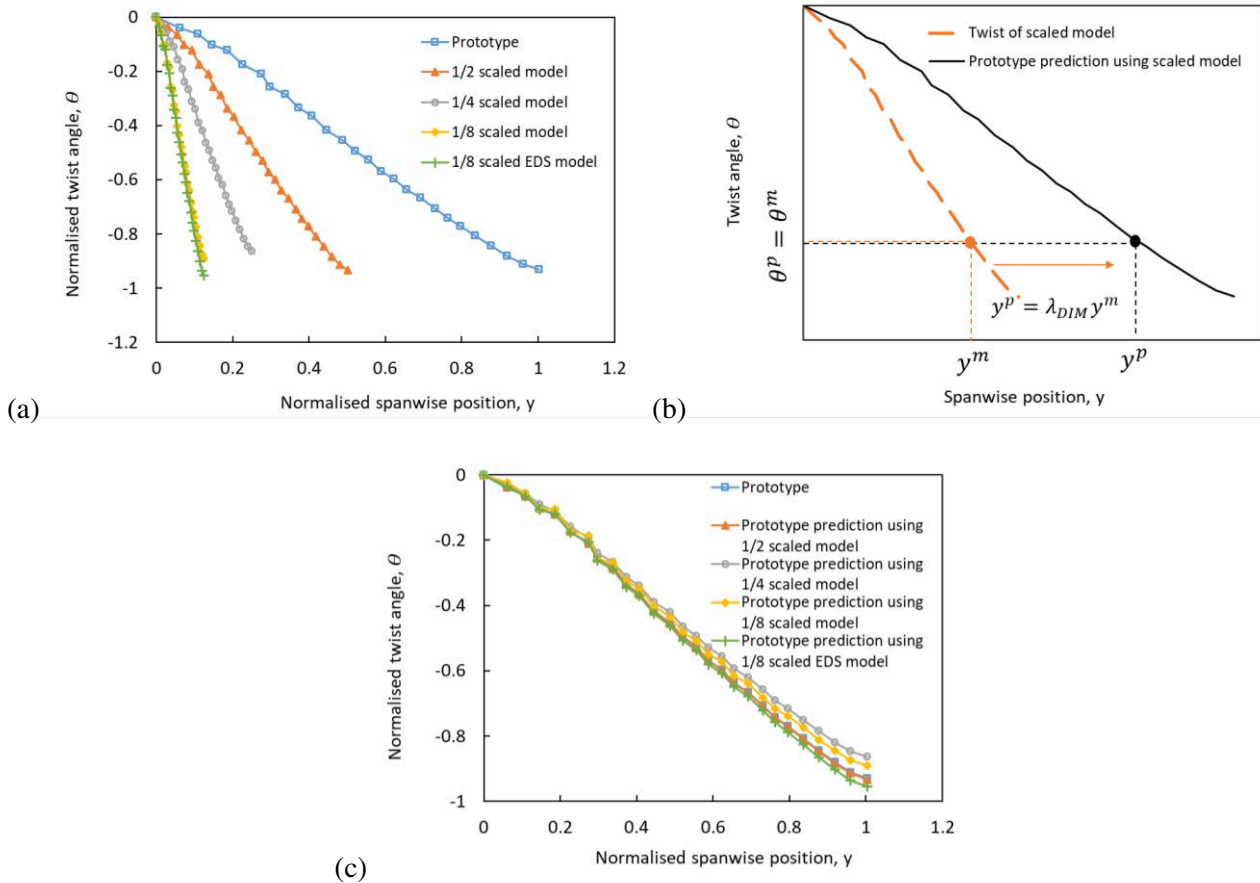 0
-0.2
-0.4
-0.6
-0.8
-1
-1.2
Normalised twist angle, θ
Prototype
1/2 scaled model
1/4 scaled model
1/8 scaled model
1/8 scaled EDS model
0 0.2 0.4 0.6 0.8 1 1.2
Normalised spanwise position, y
(a)
Twist angle, θ
θ^p = θ^m
Twist of scaled model
Prototype prediction using scaled model
y^p = λ_DIM y^m
y^m y^p
Spanwise position, y
(b)
0
-0.2
-0.4
-0.6
-0.8
-1
Normalised twist angle, θ
Prototype
Prototype prediction using
1/2 scaled model
Prototype prediction using
1/4 scaled model
Prototype prediction using
1/8 scaled model
Prototype prediction using
1/8 scaled EDS model
0 0.2 0.4 0.6 0.8 1 1.2
Normalised spanwise position, y
(c)